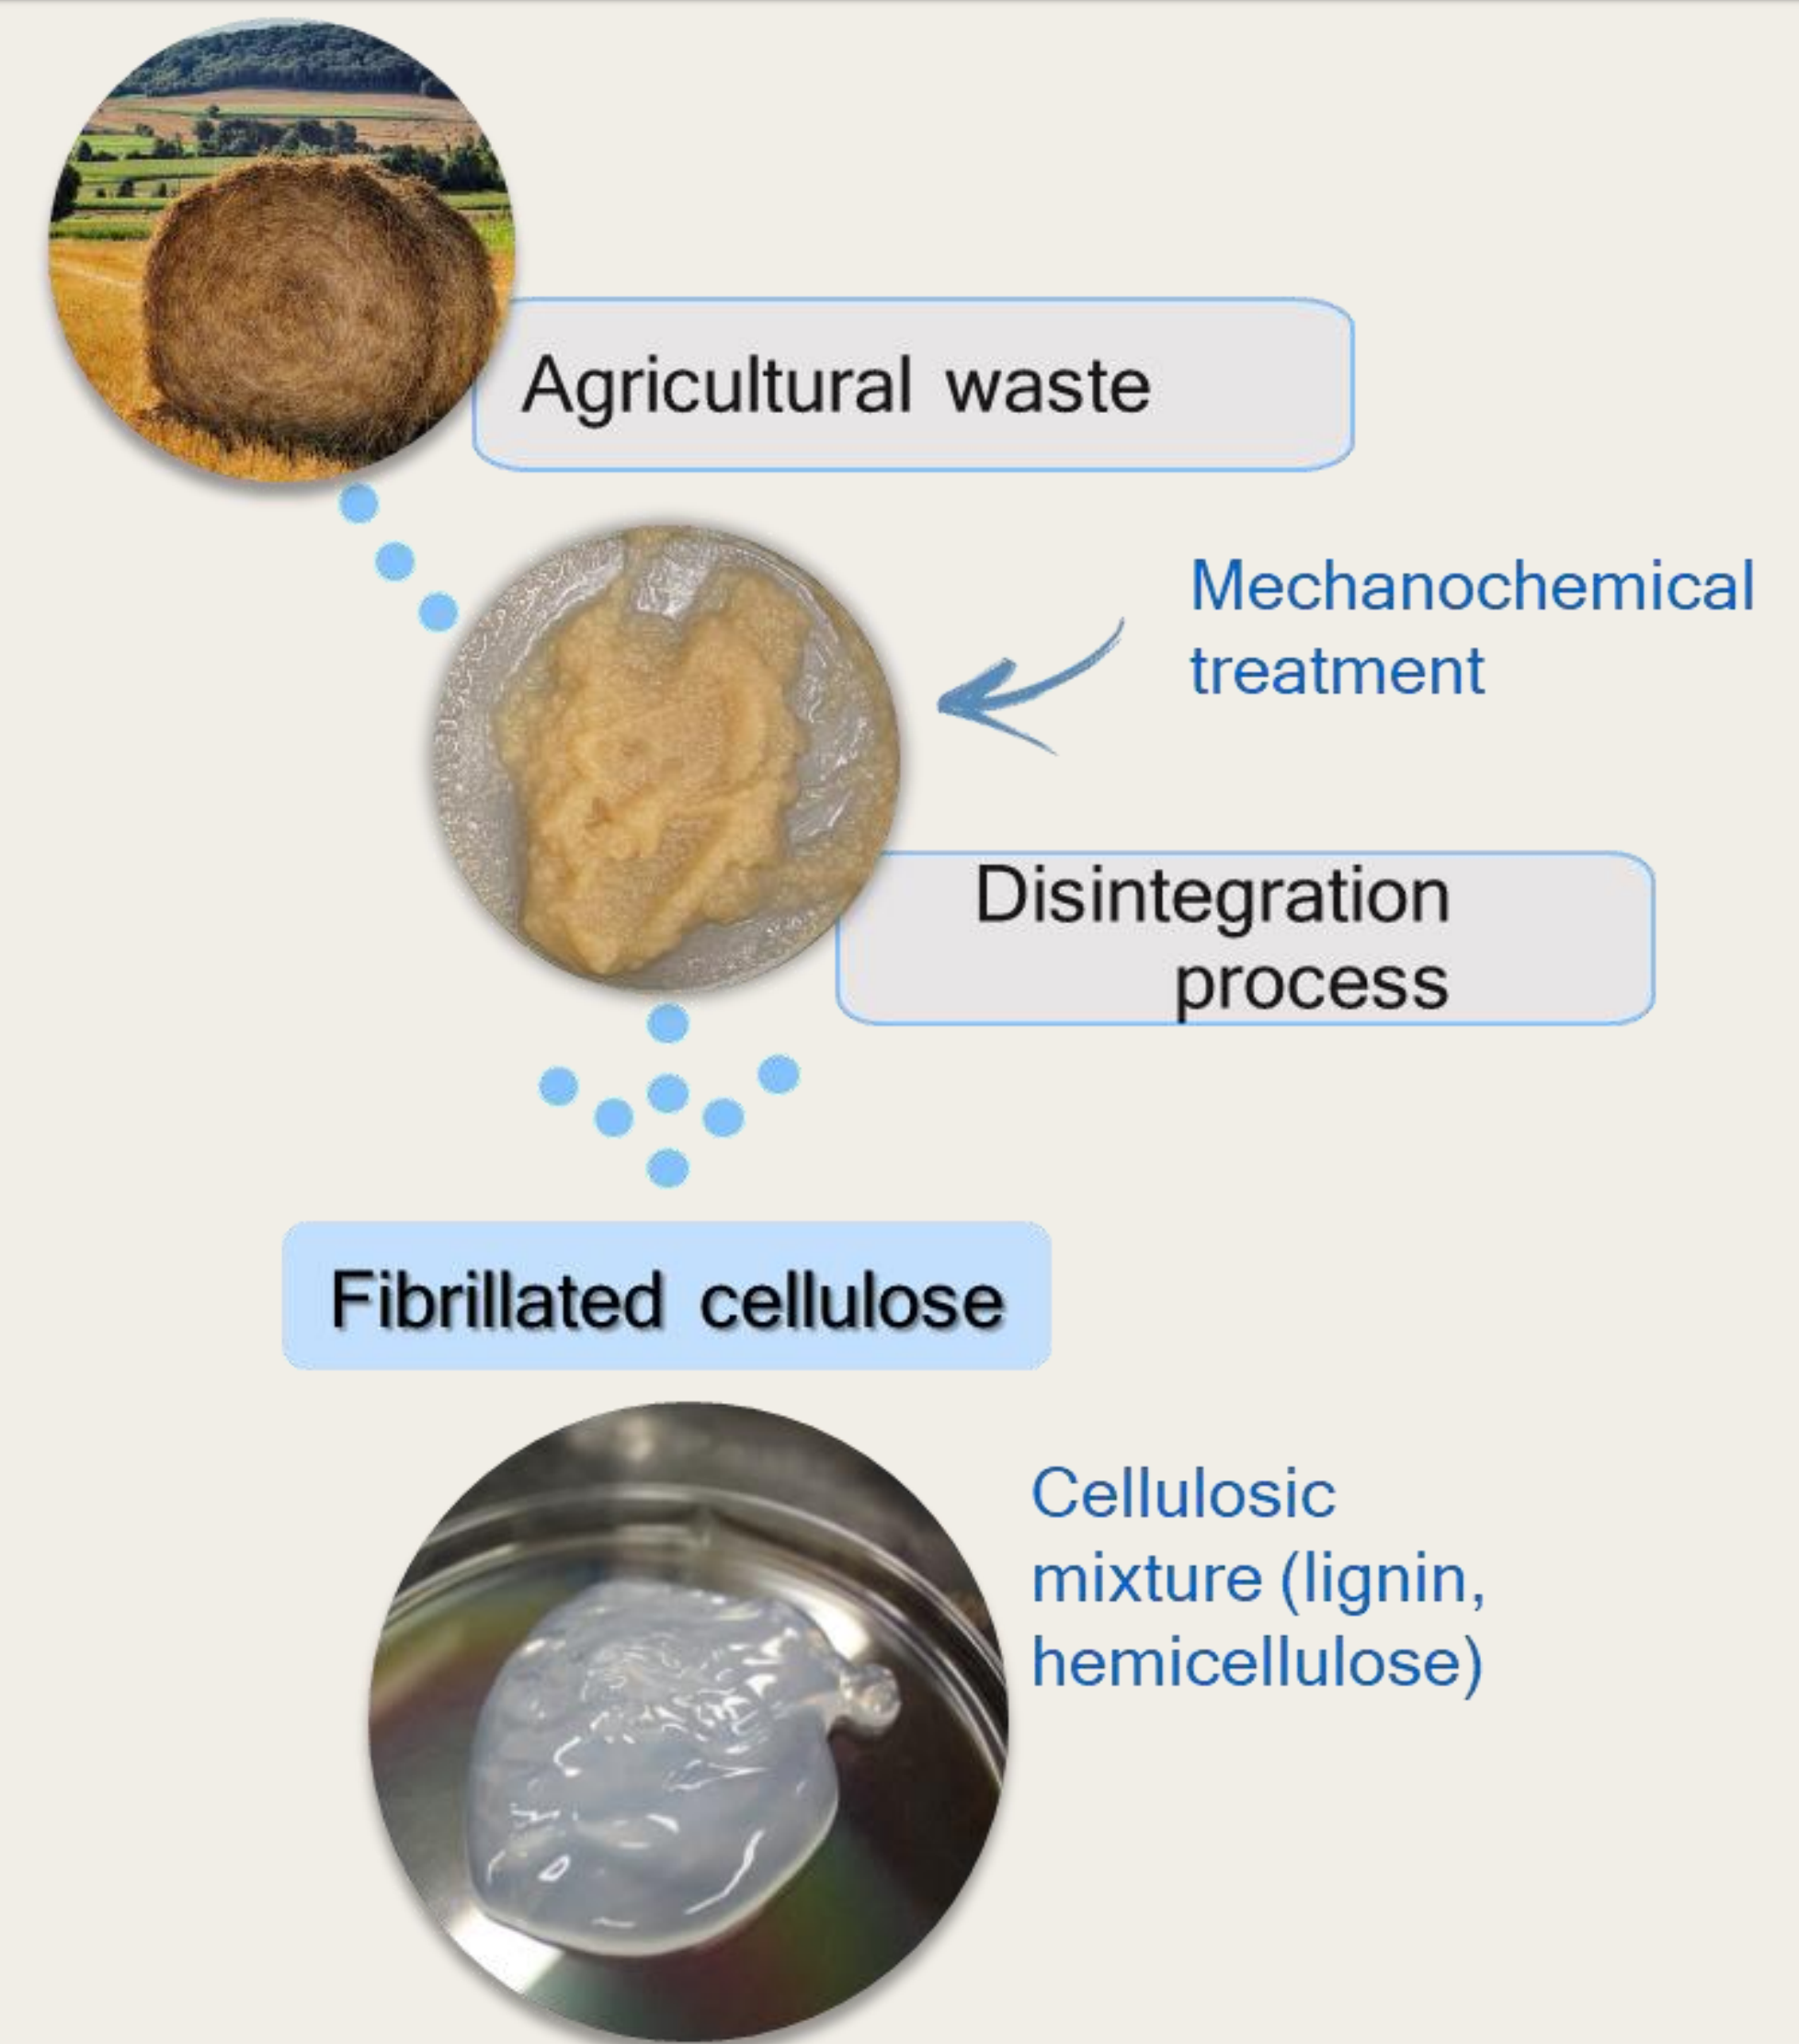 Agricultural waste
Mechanochemical
treatment
Disintegration
process
Fibrillated cellulose
Cellulosic
mixture (lignin,
hemicellulose)